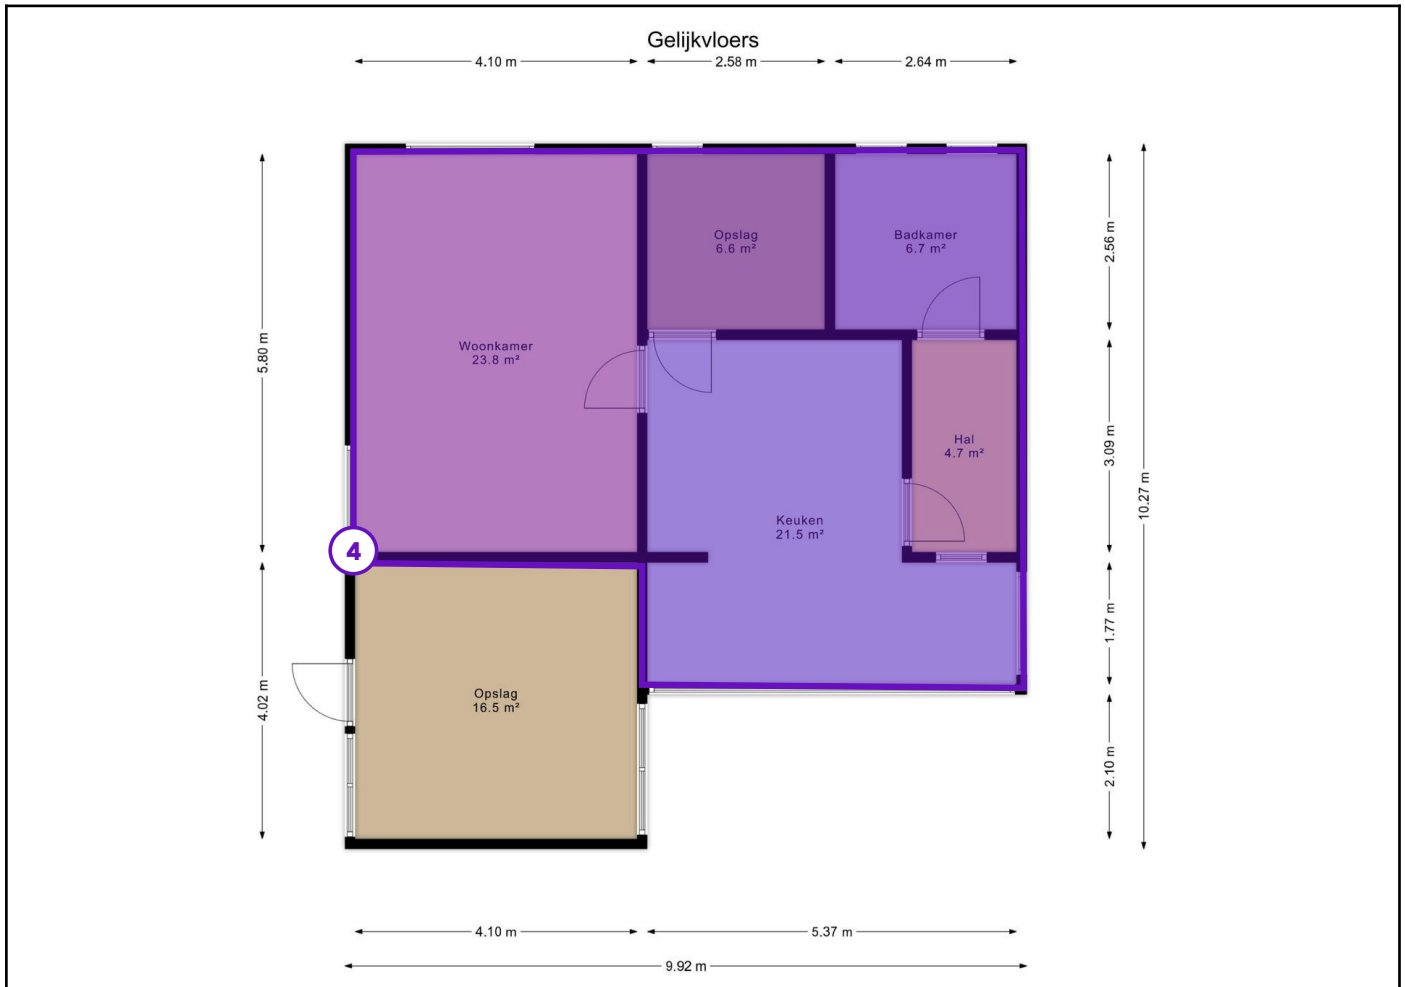 Gelijkvloers
4.10 m
2.58 m
2.64 m
Opslag
6.6 m²
Badkamer
6.7 m²
2.56 m
5.80 m
Woonkamer
23.8 m²
Hal
4.7 m²
3.09 m
10.27 m
Keuken
21.5 m²
4
1.77 m
4.02 m
Opslag
16.5 m²
2.10 m
4.10 m
5.37 m
9.92 m